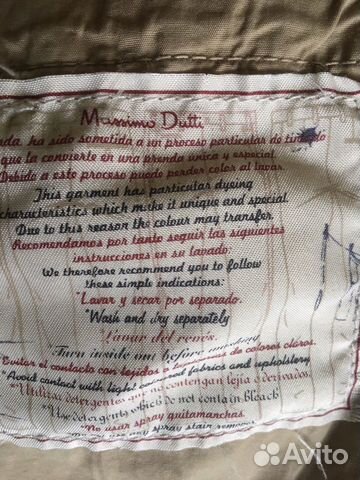 Massimo Dutti
ha sido sometida a un proceso particular de
que la convierte en una prenda única y especial.
Debido a este proceso puede perder color al lavar.
This garment has particular dyeing
characteristics which make it unique and special.
Due to this reason the colour may transfer.
Recomendamos por tanto seguir las siguientes
instrucciones en su lavado:
We therefore recommend you to follow
these simple indications:
"Lavar y secar por separado.
"Wash and dry separately
Lavar del revés.
"Turn inside out before washing
Evitar el contacto con tejidos o de colores claros.
"Avoid contact with light coloured fabrics and upholstery
"Utilizar detergentes que no contengan lejía o derivados.
"Use detergents which do not contain bleach
"No usar spray quitamanchas.
use any spray stain remover
Avito